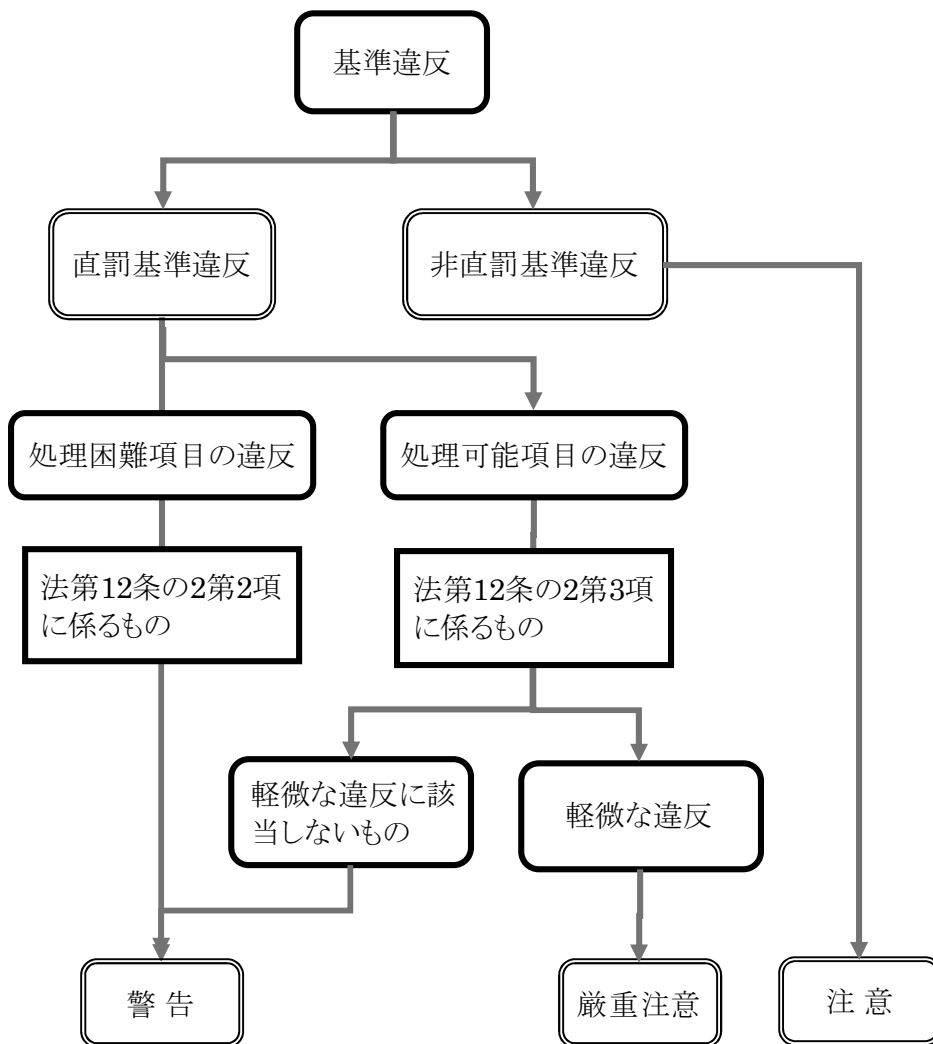 基準違反
直罰基準違反
非直罰基準違反
処理困難項目の違反
処理可能項目の違反
法第12条の2第2項
に係るもの
法第12条の2第3項
に係るもの
軽微な違反に該
当しないもの
軽微な違反
警 告
厳重注意
注 意